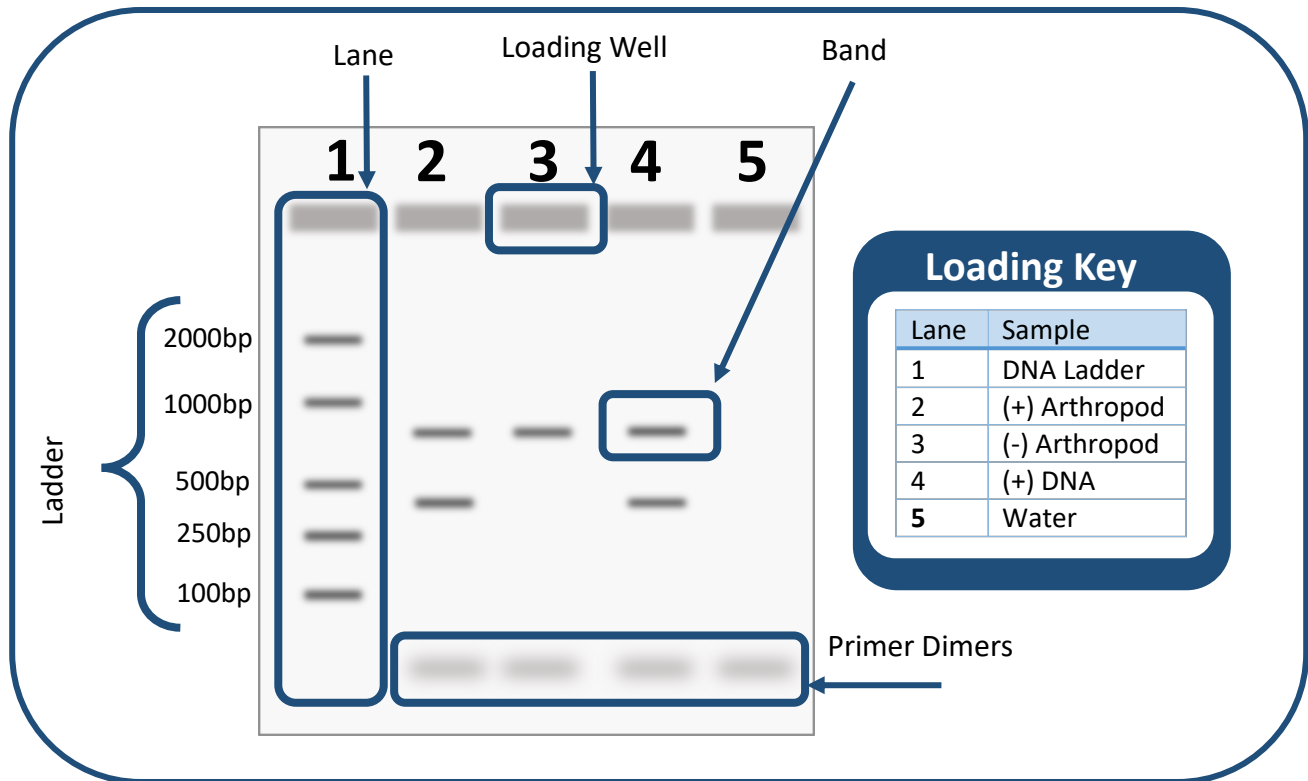 Lane
Loading Well
Band
1 2 3 4 5
Ladder
2000bp
1000bp
500bp
250bp
100bp
Loading Key
Lane Sample
1 DNA Ladder
2 (+) Arthropod
3 (-) Arthropod
4 (+) DNA
5 Water
Primer Dimers